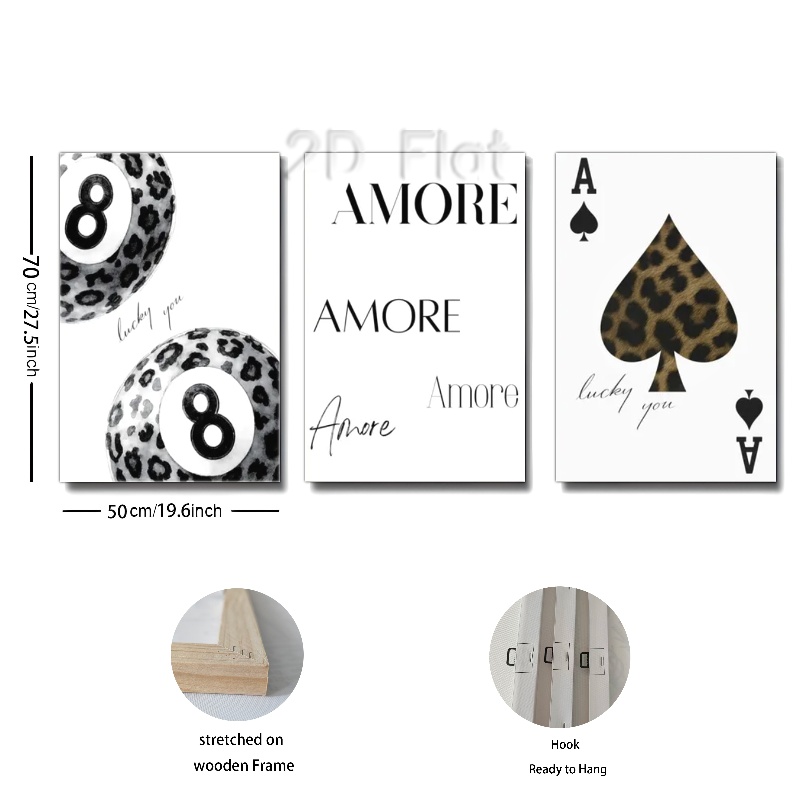 2D Flat
8
lucky you
8
AMORE
AMORE
Amore
Amore
A
lucky you
A
70 cm/27.5inch
50cm/19.6inch
stretched on
wooden Frame
Hook
Ready to Hang